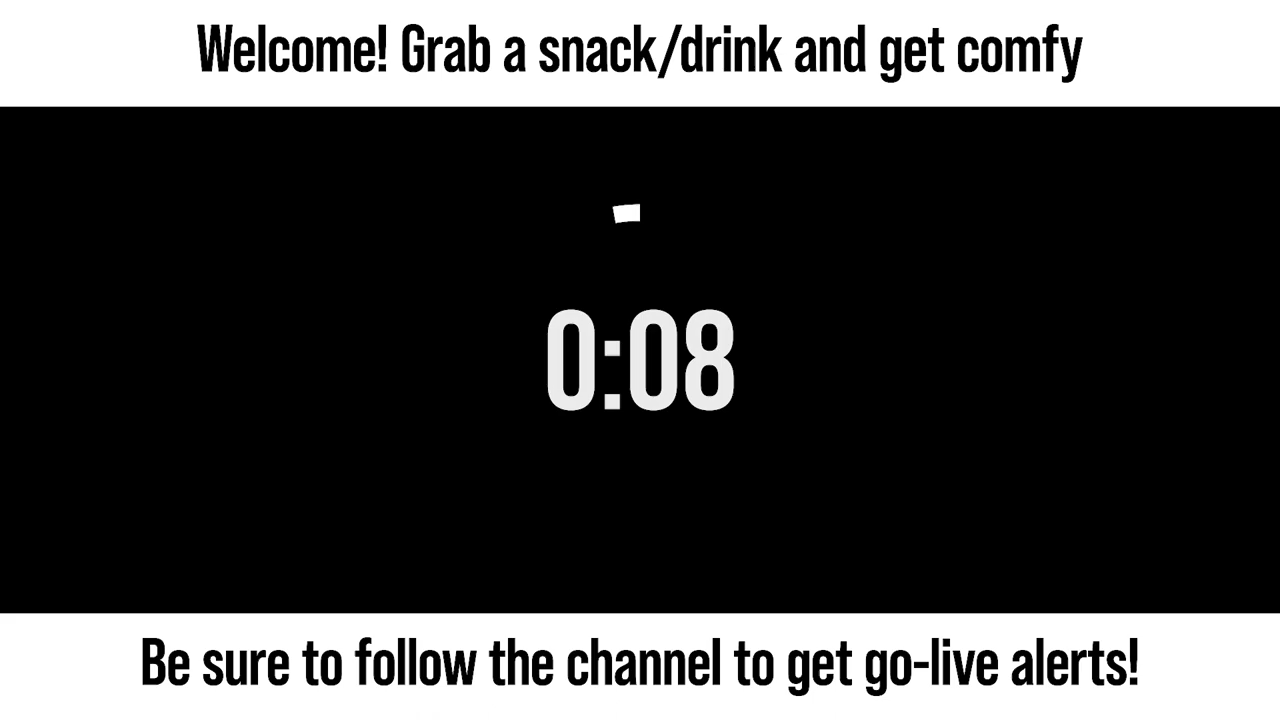 Welcome! Grab a snack/drink and get comfy
0:08
Be sure to follow the channel to get go-live alerts!